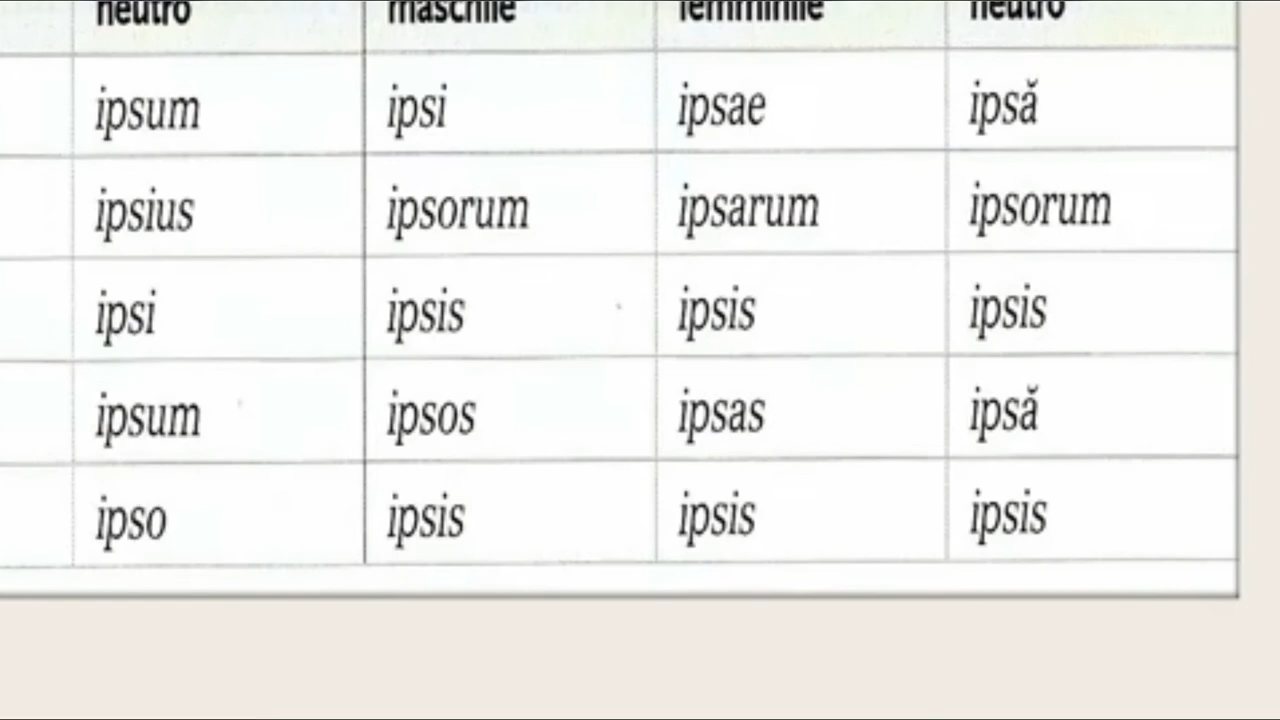 neutro maschile femminile neutro
ipsum ipsi ipsae ipsă
ipsius ipsorum ipsarum ipsorum
ipsi ipsis ipsis ipsis
ipsum ipsos ipsas ipsă
ipso ipsis ipsis ipsis